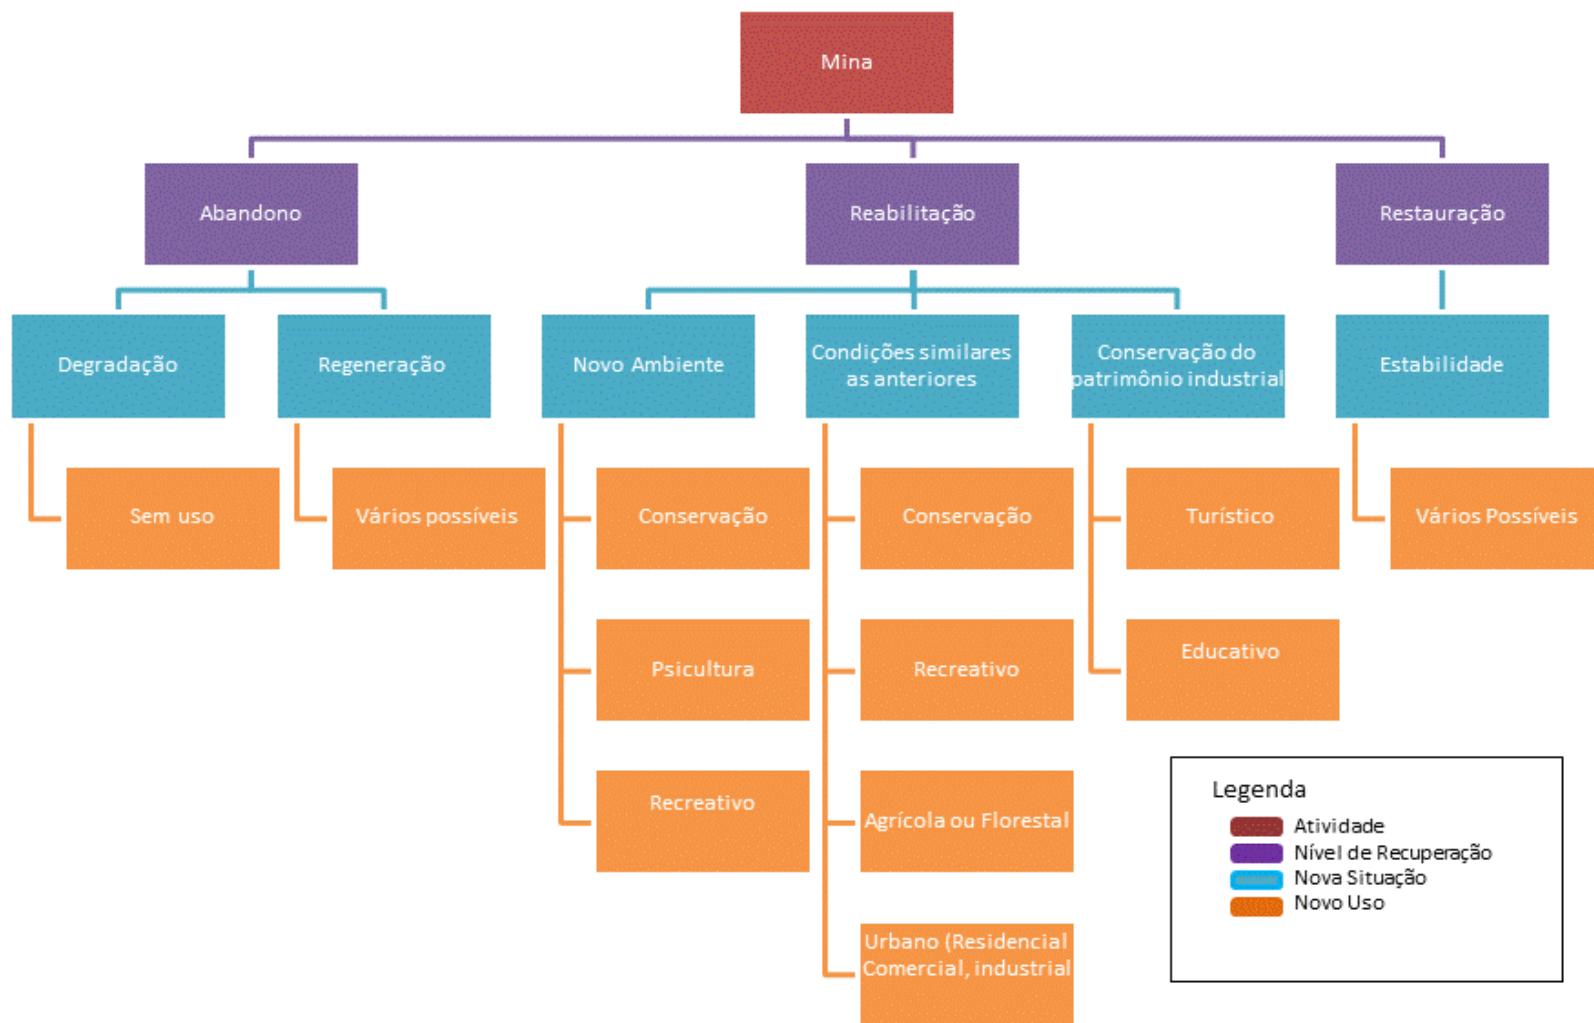 Mina
Abandono
Reabilitação
Restauração
Degradação
Regeneração
Novo Ambiente
Condições similares
as anteriores
Conservação do
patrimônio industrial
Estabilidade
Sem uso
Vários possíveis
Conservação
Conservação
Turístico
Vários Possíveis
Psicultura
Recreativo
Educativo
Recreativo
Agrícola ou Florestal
Urbano (Residencial
Comercial, industrial
Legenda
Atividade
Nível de Recuperação
Nova Situação
Novo Uso